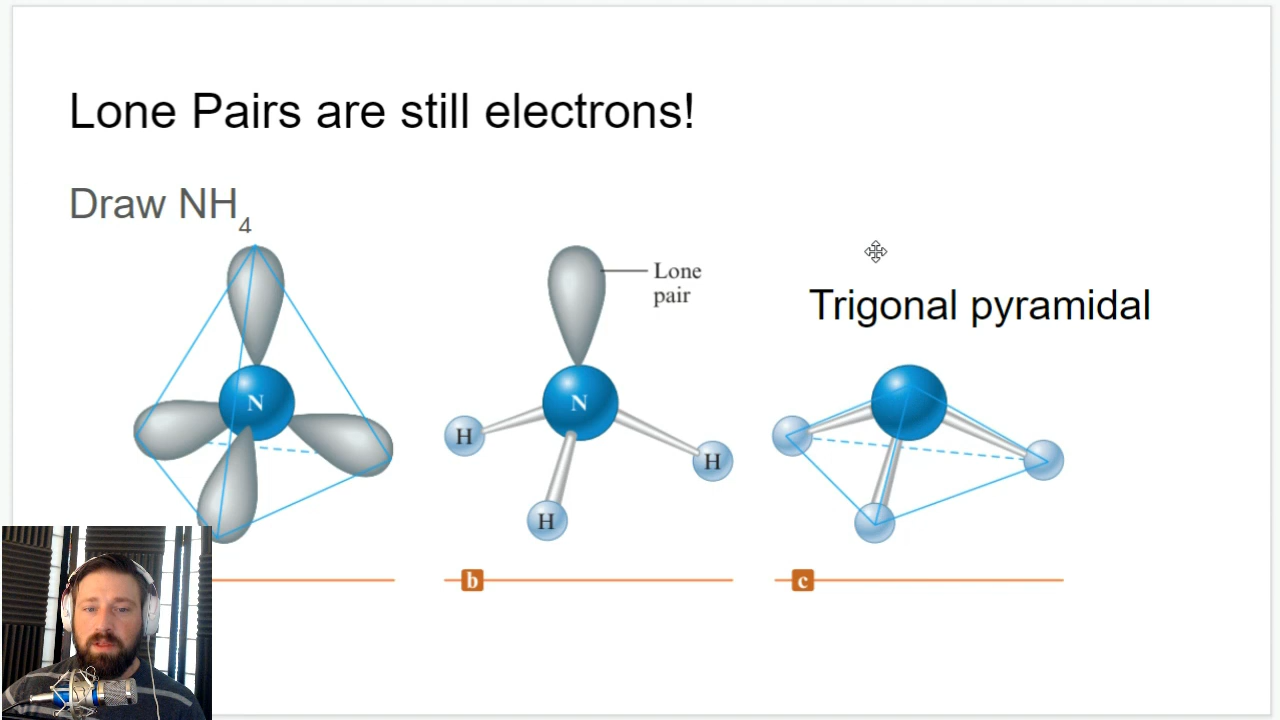 Lone Pairs are still electrons!
Draw NH4
Lone
pair
Trigonal pyramidal
N
N
H
H
H
b
c